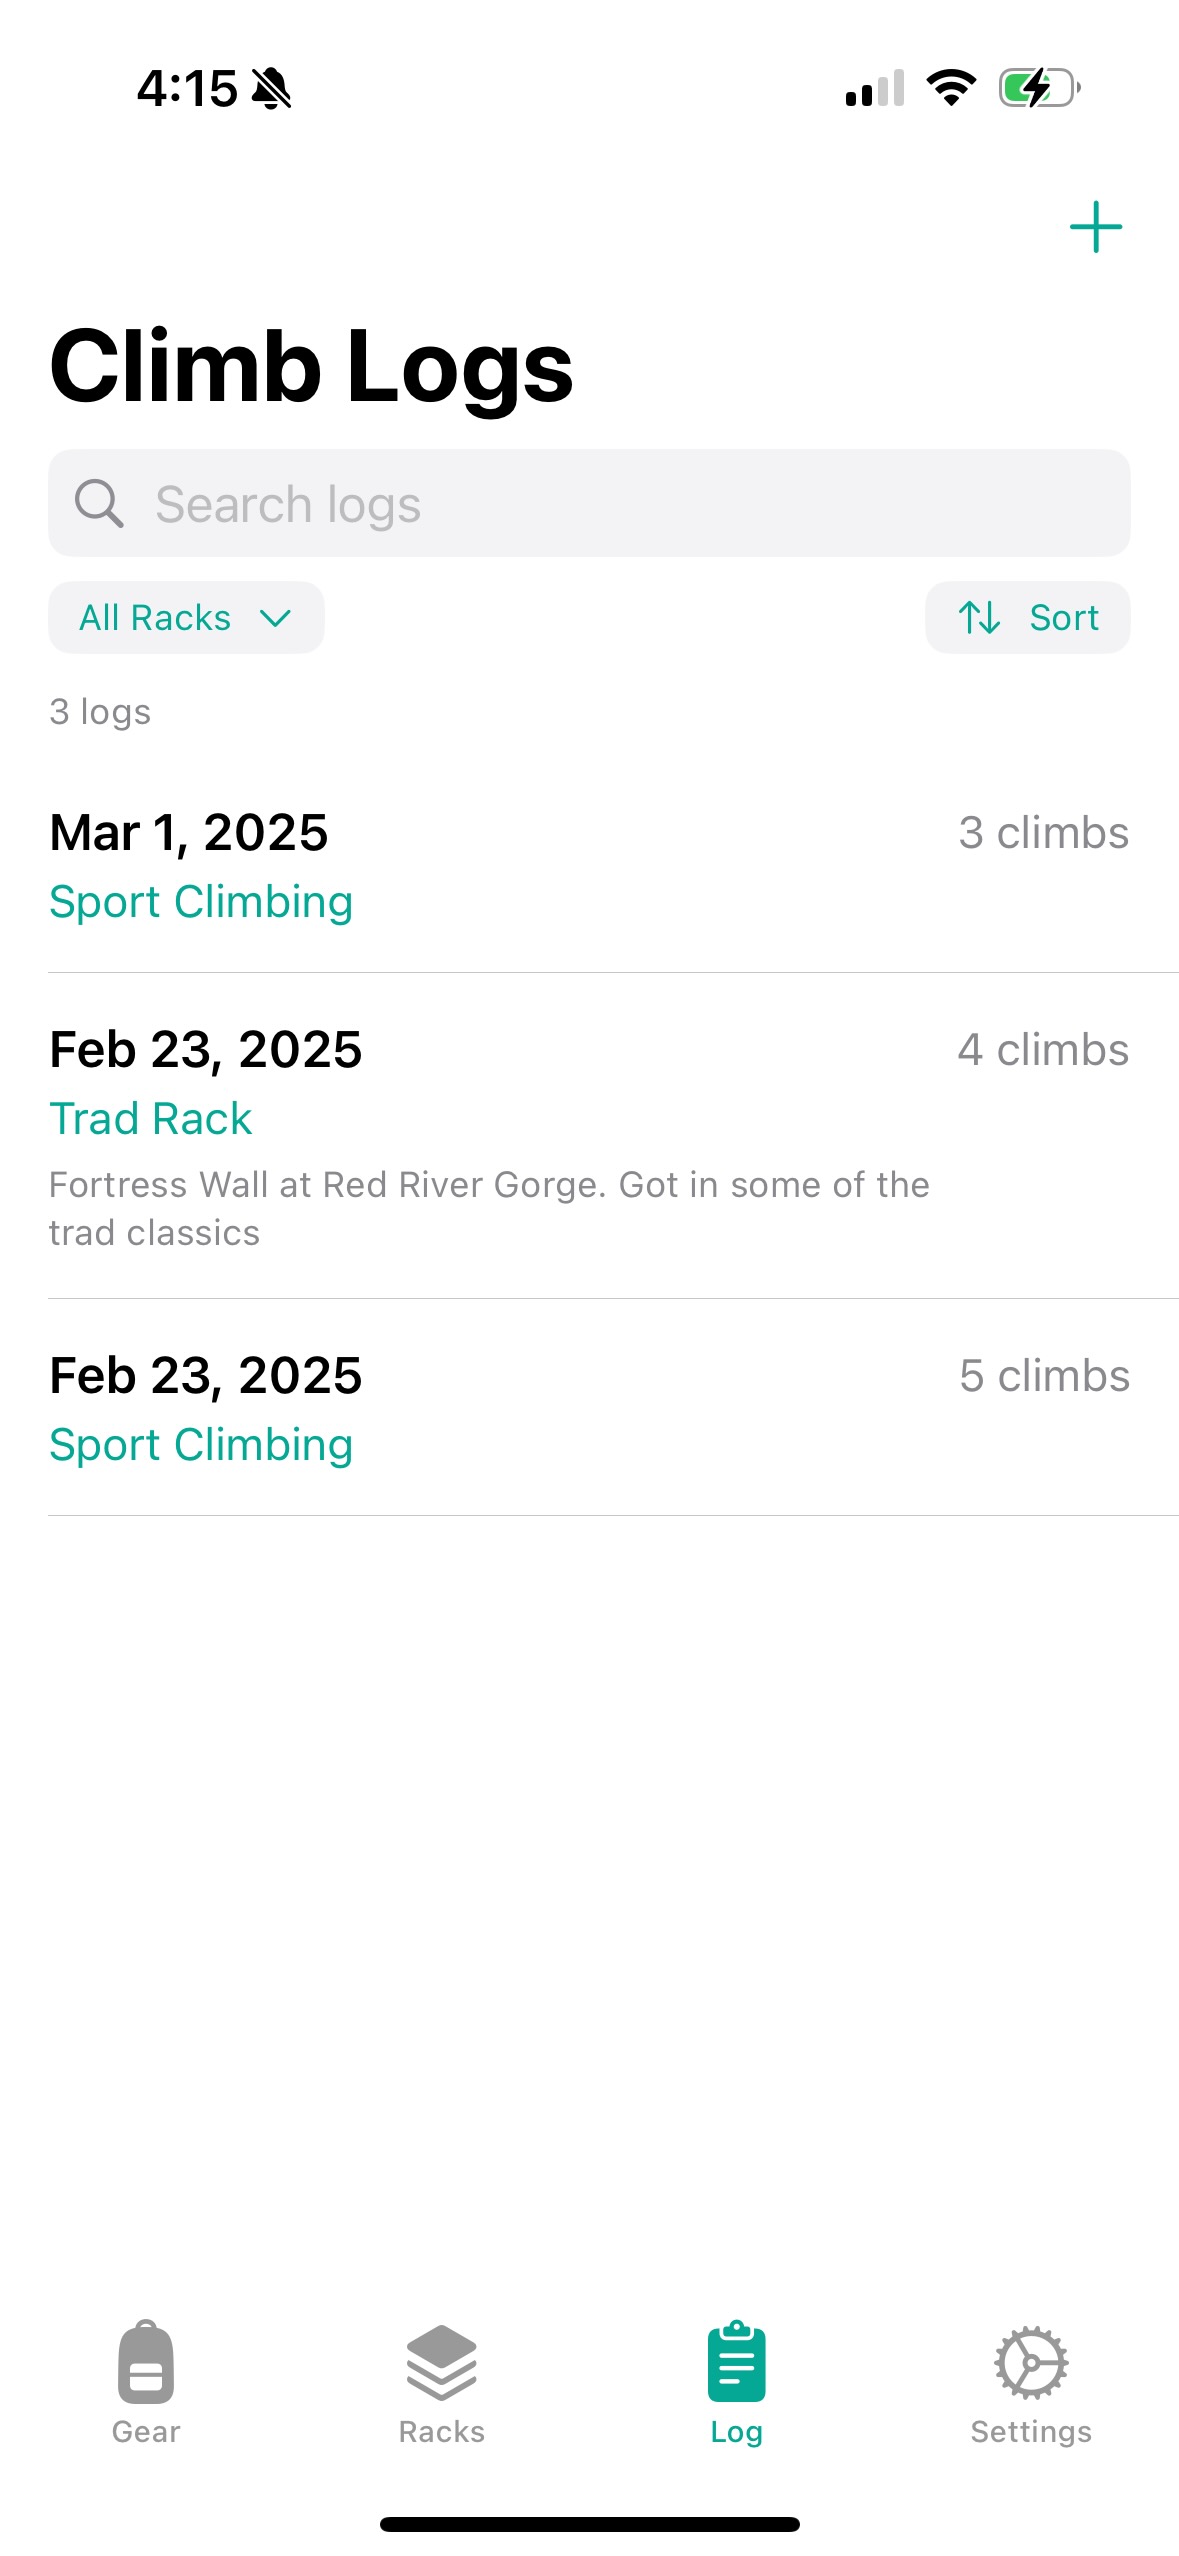 4:15
Climb Logs
Search logs
All Racks
Sort
3 logs
Mar 1, 2025
3 climbs
Sport Climbing
Feb 23, 2025
4 climbs
Trad Rack
Fortress Wall at Red River Gorge. Got in some of the
trad classics
Feb 23, 2025
5 climbs
Sport Climbing
Gear
Racks
Log
Settings